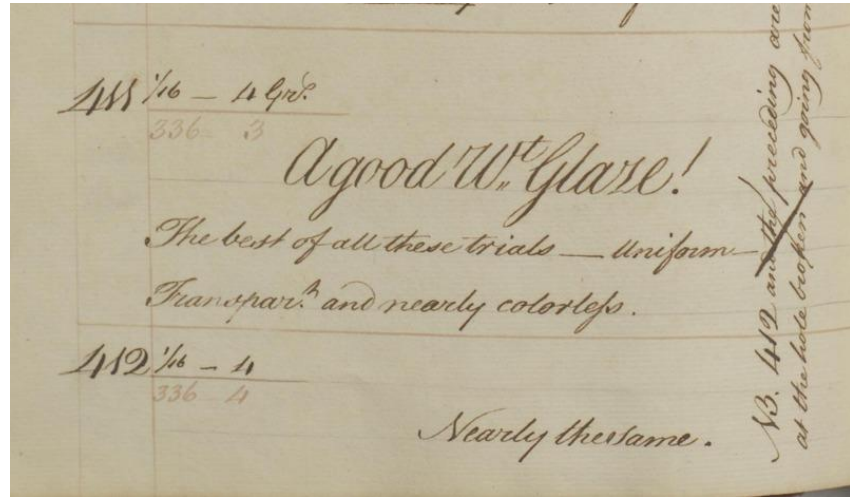 411 1/16 – 4 Grs.
336 3
A good Wt. Glaze!
The best of all these trials — Uniform —
Transpart. and nearly colorless.
412 1/16 – 4
336 4
Nearly the same.
NB. 412 and the preceding are
at the hole broken and going from